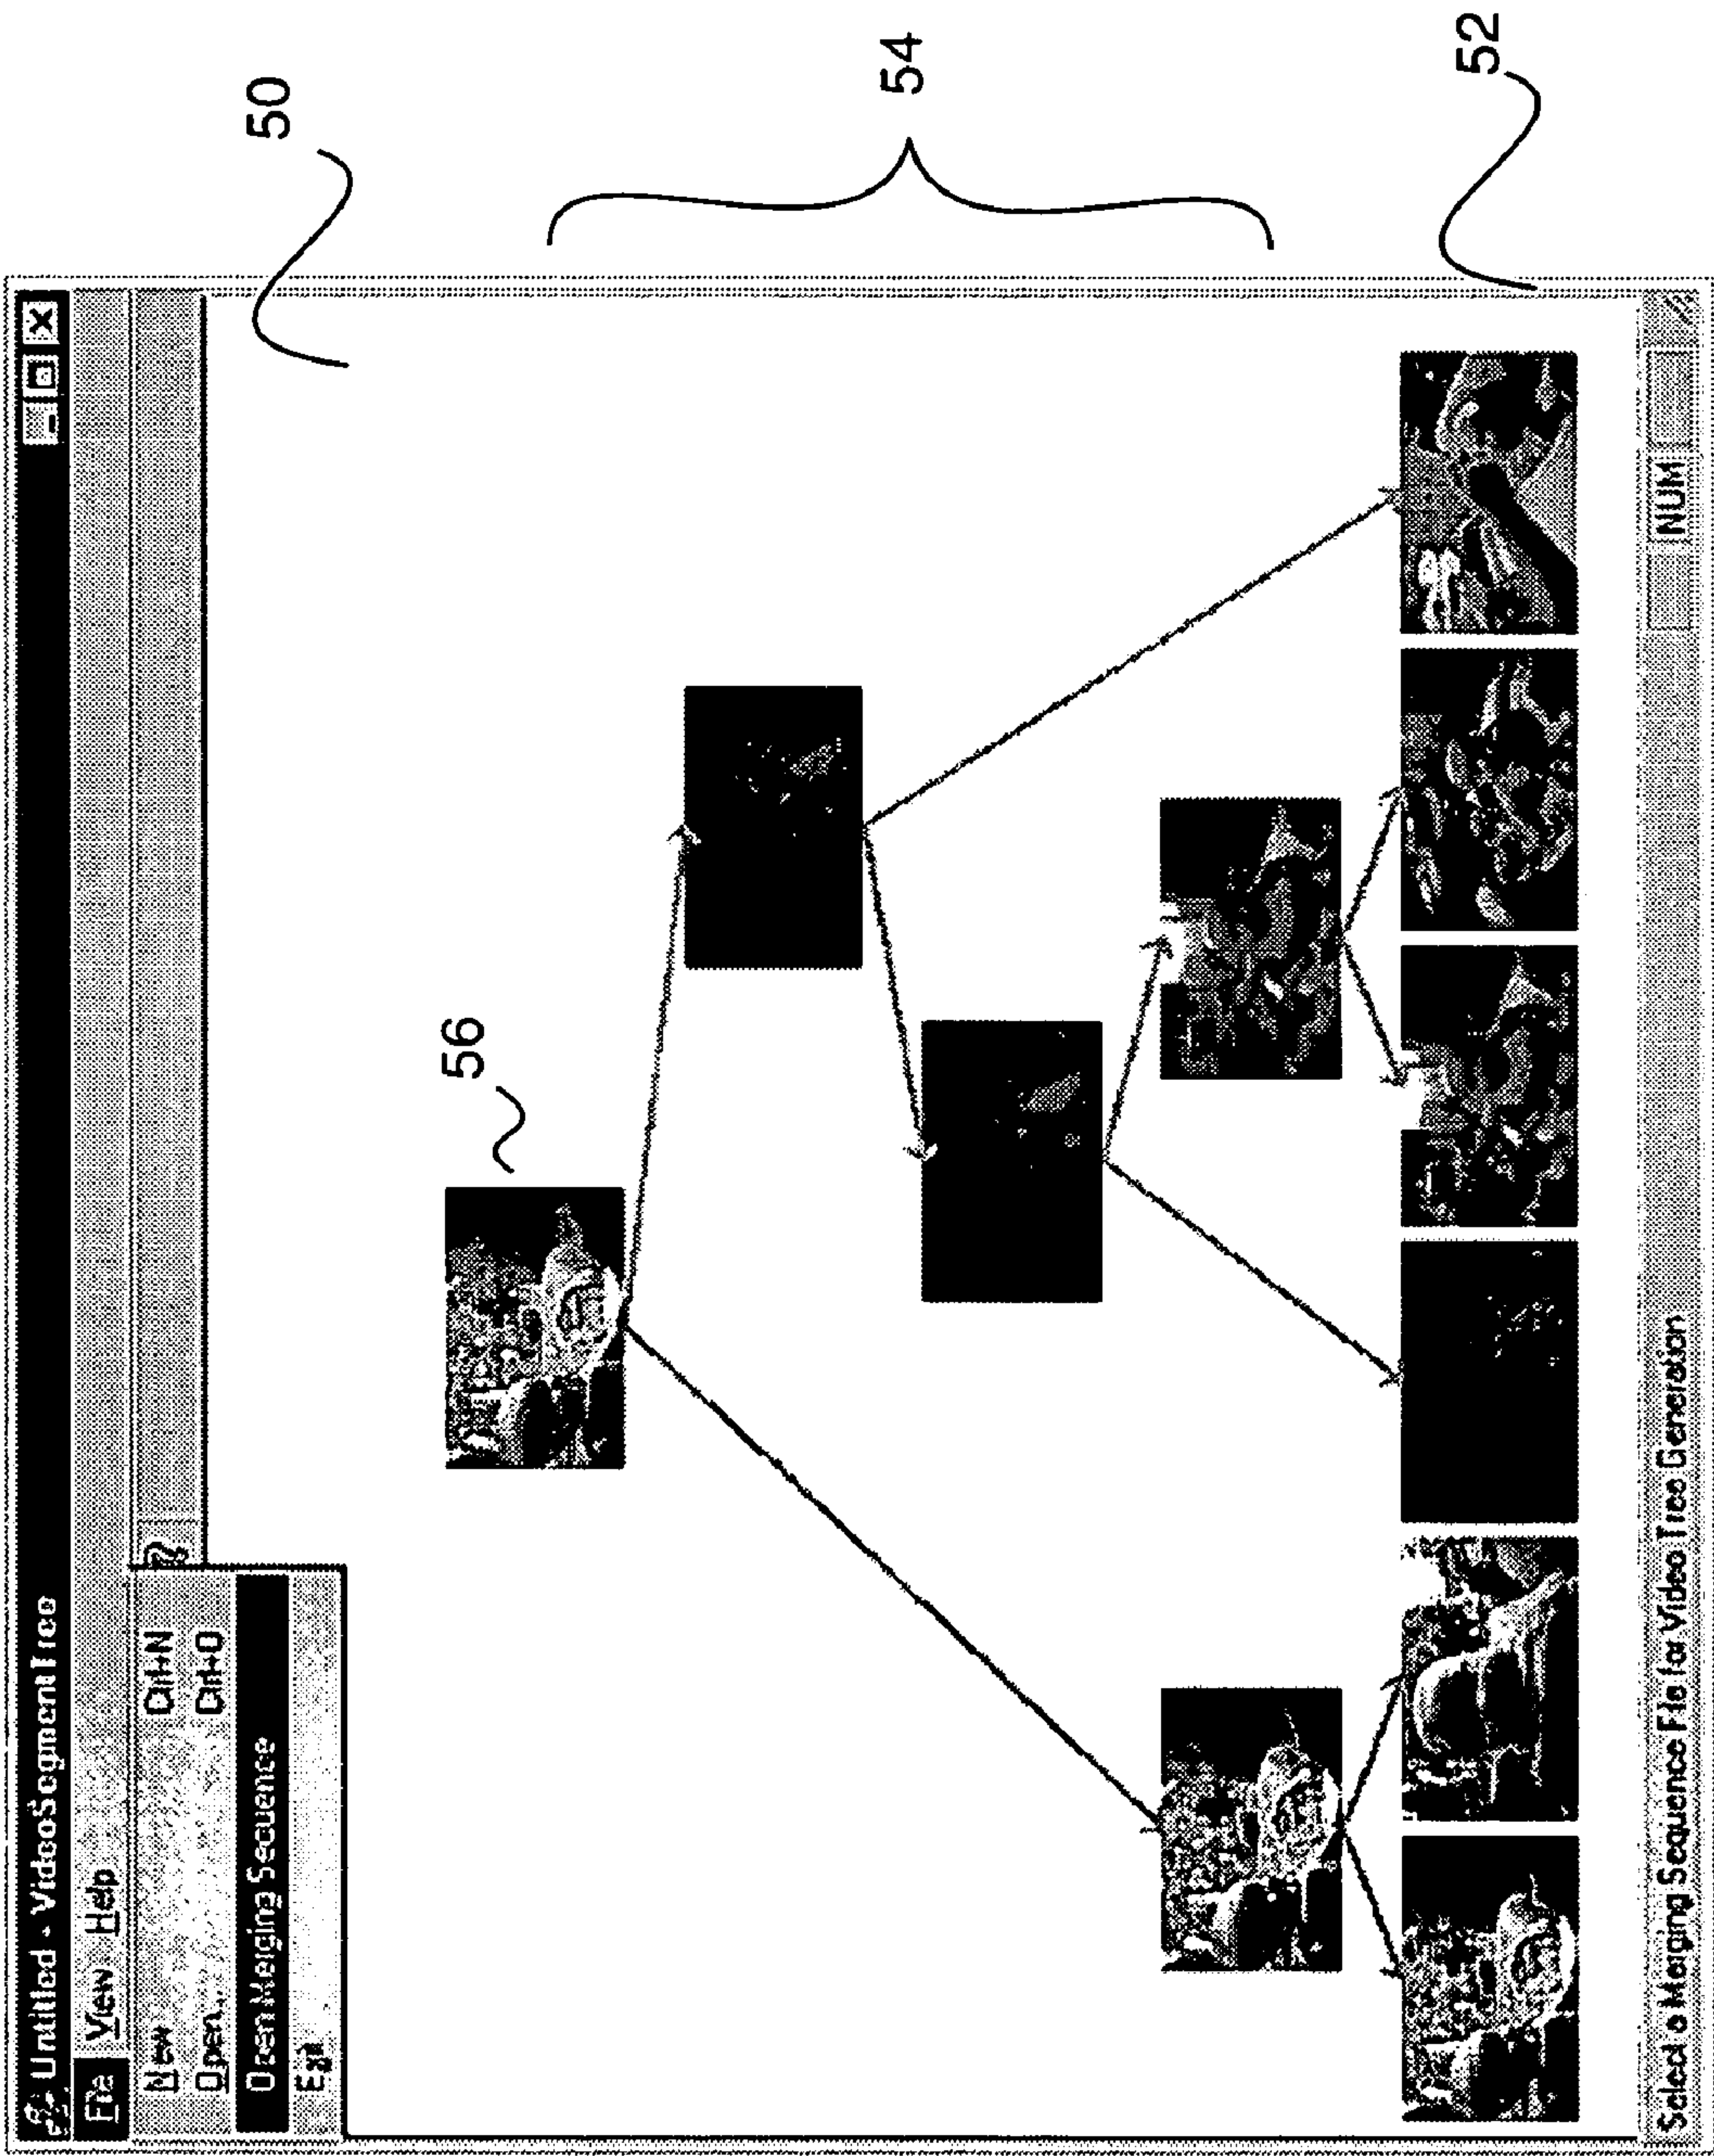 Untitled - VideoSegmentTree
File View Help
New Ctrl+N
Open... Ctrl+O
Open Merging Sequence
Exit
50
54
56
52
Select a Merging Sequence File for Video Tree Generation
NUM